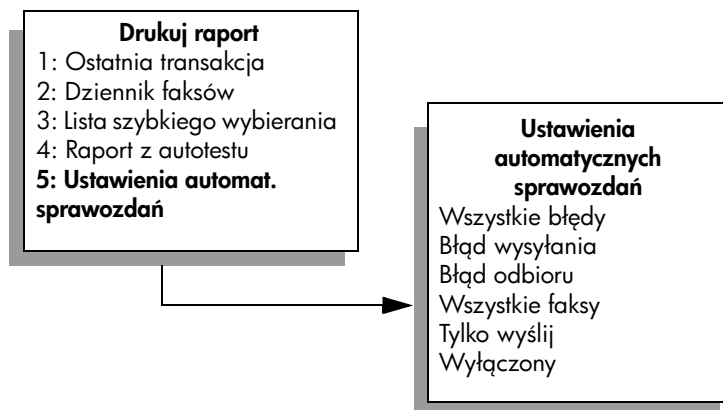 Drukuj raport
1: Ostatnia transakcja
2: Dziennik faksów
3: Lista szybkiego wybierania
4: Raport z autotestu
5: Ustawienia automat.
sprawozdań
Ustawienia
automatycznych
sprawozdań
Wszystkie błędy
Błąd wysyłania
Błąd odbioru
Wszystkie faksy
Tylko wyślij
Wyłączony